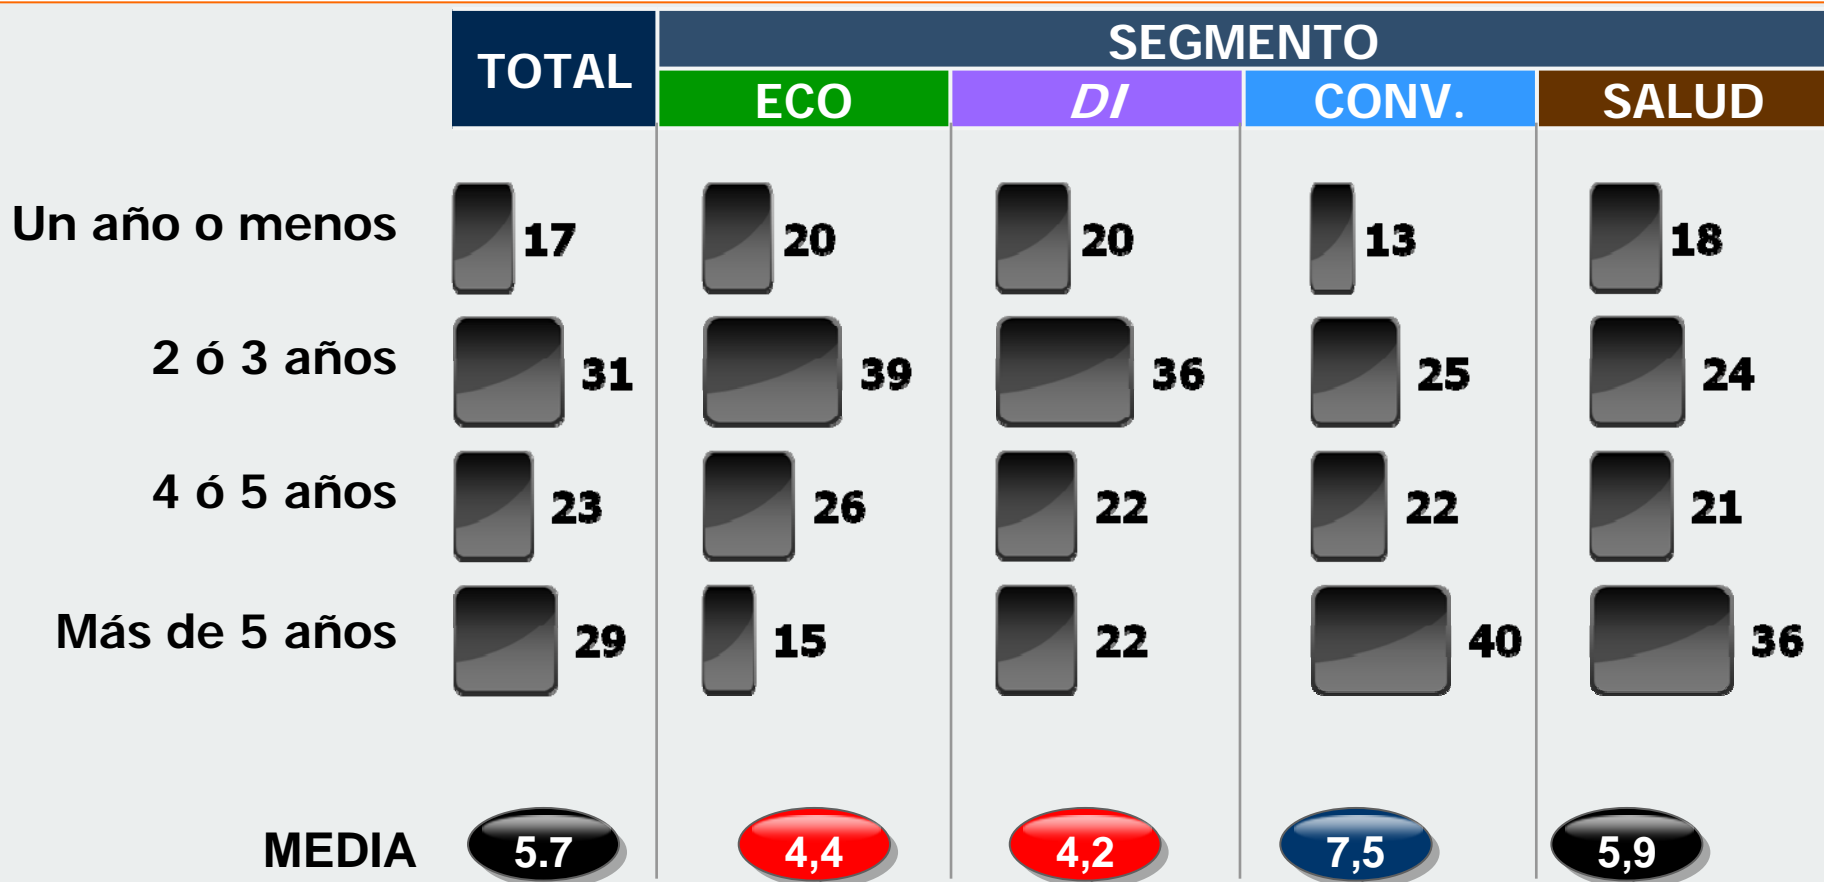 TOTAL
SEGMENTO
ECO DI CONV. SALUD
Un año o menos 17 20 20 13 18
2 ó 3 años 31 39 36 25 24
4 ó 5 años 23 26 22 22 21
Más de 5 años 29 15 22 40 36
MEDIA 5.7 4,4 4,2 7,5 5,9